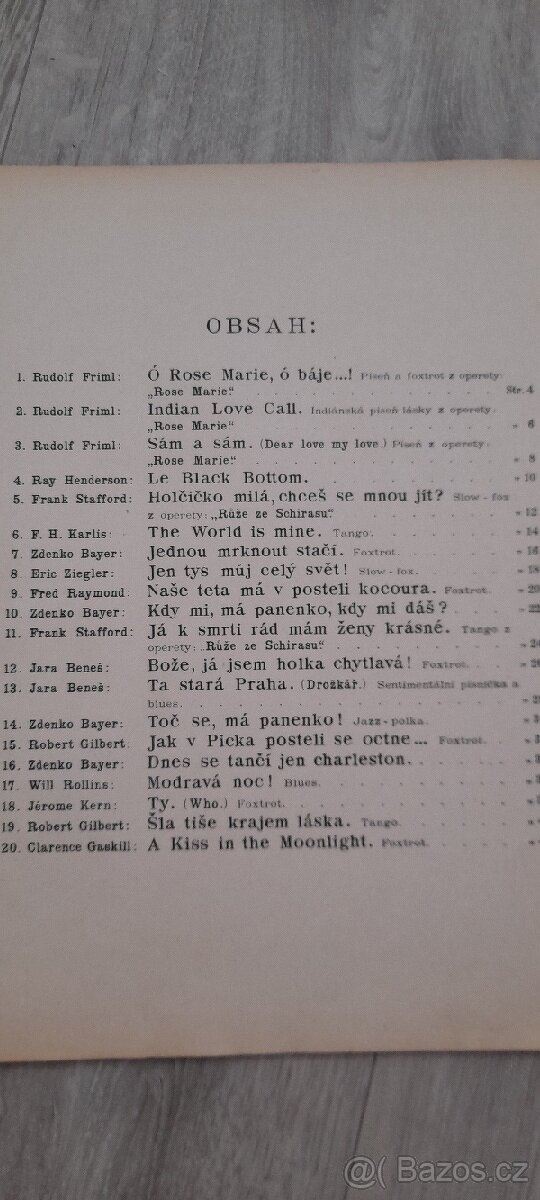 OBSAH:
1. Rudolf Friml: Ó Rose Marie, ó báje...! Píseň a foxtrot z operety:
„Rose Marie“ . . . . . . . . . . Str. 4
2. Rudolf Friml: Indian Love Call. Indiánská píseň lásky z operety:
„Rose Marie“ . . . . . . . . . . „ 6
3. Rudolf Friml: Sám a sám. (Dear love my love) Píseň z operety:
„Rose Marie“ . . . . . . . . . . „ 8
4. Ray Henderson: Le Black Bottom. . . . . . . . . „ 10
5. Frank Stafford: Holčičko milá, chceš se mnou jít? Slow-fox
z operety: „Růže ze Schirasu“ . . . . . . „ 12
6. F. H. Karlis: The World is mine. Tango. . . . . . „ 14
7. Zdenko Bayer: Jednou mrknout stačí. Foxtrot. . . . . „ 16
8 Eric Ziegler: Jen tys můj celý svět! Slow-fox. . . . . „ 18
9. Fred Raymond: Naše teta má v posteli kocoura. Foxtrot. . „ 20
10. Zdenko Bayer: Kdy mi, má panenko, kdy mi dáš? . . . . „ 22
11. Frank Stafford: Já k smrti rád mám ženy krásné. Tango z
operety: „Růže ze Schirasu“ . . . . . . . „
12 Jara Beneš: Bože, já jsem holka chytlavá! Foxtrot. . . „
13. Jara Beneš: Ta stará Praha. (Drožkář.) Sentimentální písnička a
blues. . . . . . . . . . . „
14. Zdenko Bayer: Toč se, má panenko! Jazz-polka. . . . „
15. Robert Gilbert: Jak v Picka posteli se octne... Foxtrot. . „
16. Zdenko Bayer: Dnes se tančí jen charleston. . . . . . „
17. Will Rollins: Modravá noc! Blues. . . . . . . „
18. Jérome Kern: Ty. (Who.) Foxtrot. . . . . . . . „
19. Robert Gilbert: Šla tiše krajem láska. Tango. . . . . „
20. Clarence Gaskill: A Kiss in the Moonlight. Foxtrot. . . . „
Bazos.cz